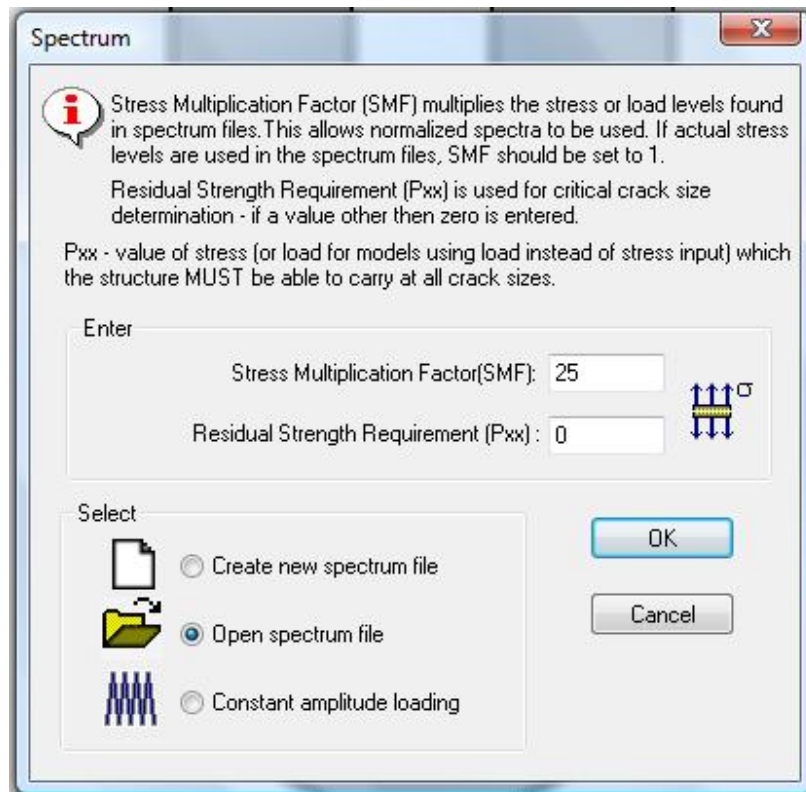 Spectrum
Stress Multiplication Factor (SMF) multiplies the stress or load levels found
in spectrum files.This allows normalized spectra to be used. If actual stress
levels are used in the spectrum files, SMF should be set to 1.
Residual Strength Requirement (Pxx) is used for critical crack size
determination - if a value other then zero is entered.
Pxx - value of stress (or load for models using load instead of stress input) which
the structure MUST be able to carry at all crack sizes.
Enter
Stress Multiplication Factor(SMF): 25
σ
Residual Strength Requirement (Pxx) : 0
Select
Create new spectrum file
OK
Open spectrum file
Cancel
Constant amplitude loading